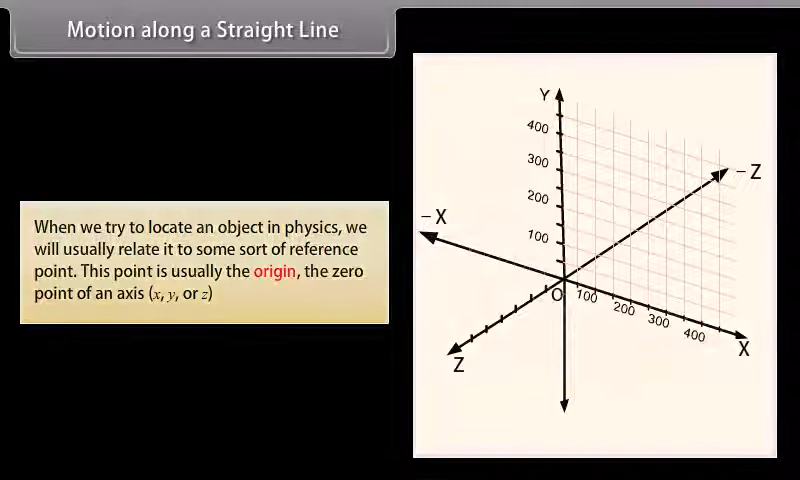 Motion along a Straight Line
When we try to locate an object in physics, we
will usually relate it to some sort of reference
point. This point is usually the origin, the zero
point of an axis (x, y, or z)
Y
400
300
200
100
– Z
– X
O
100
200
300
400
X
Z